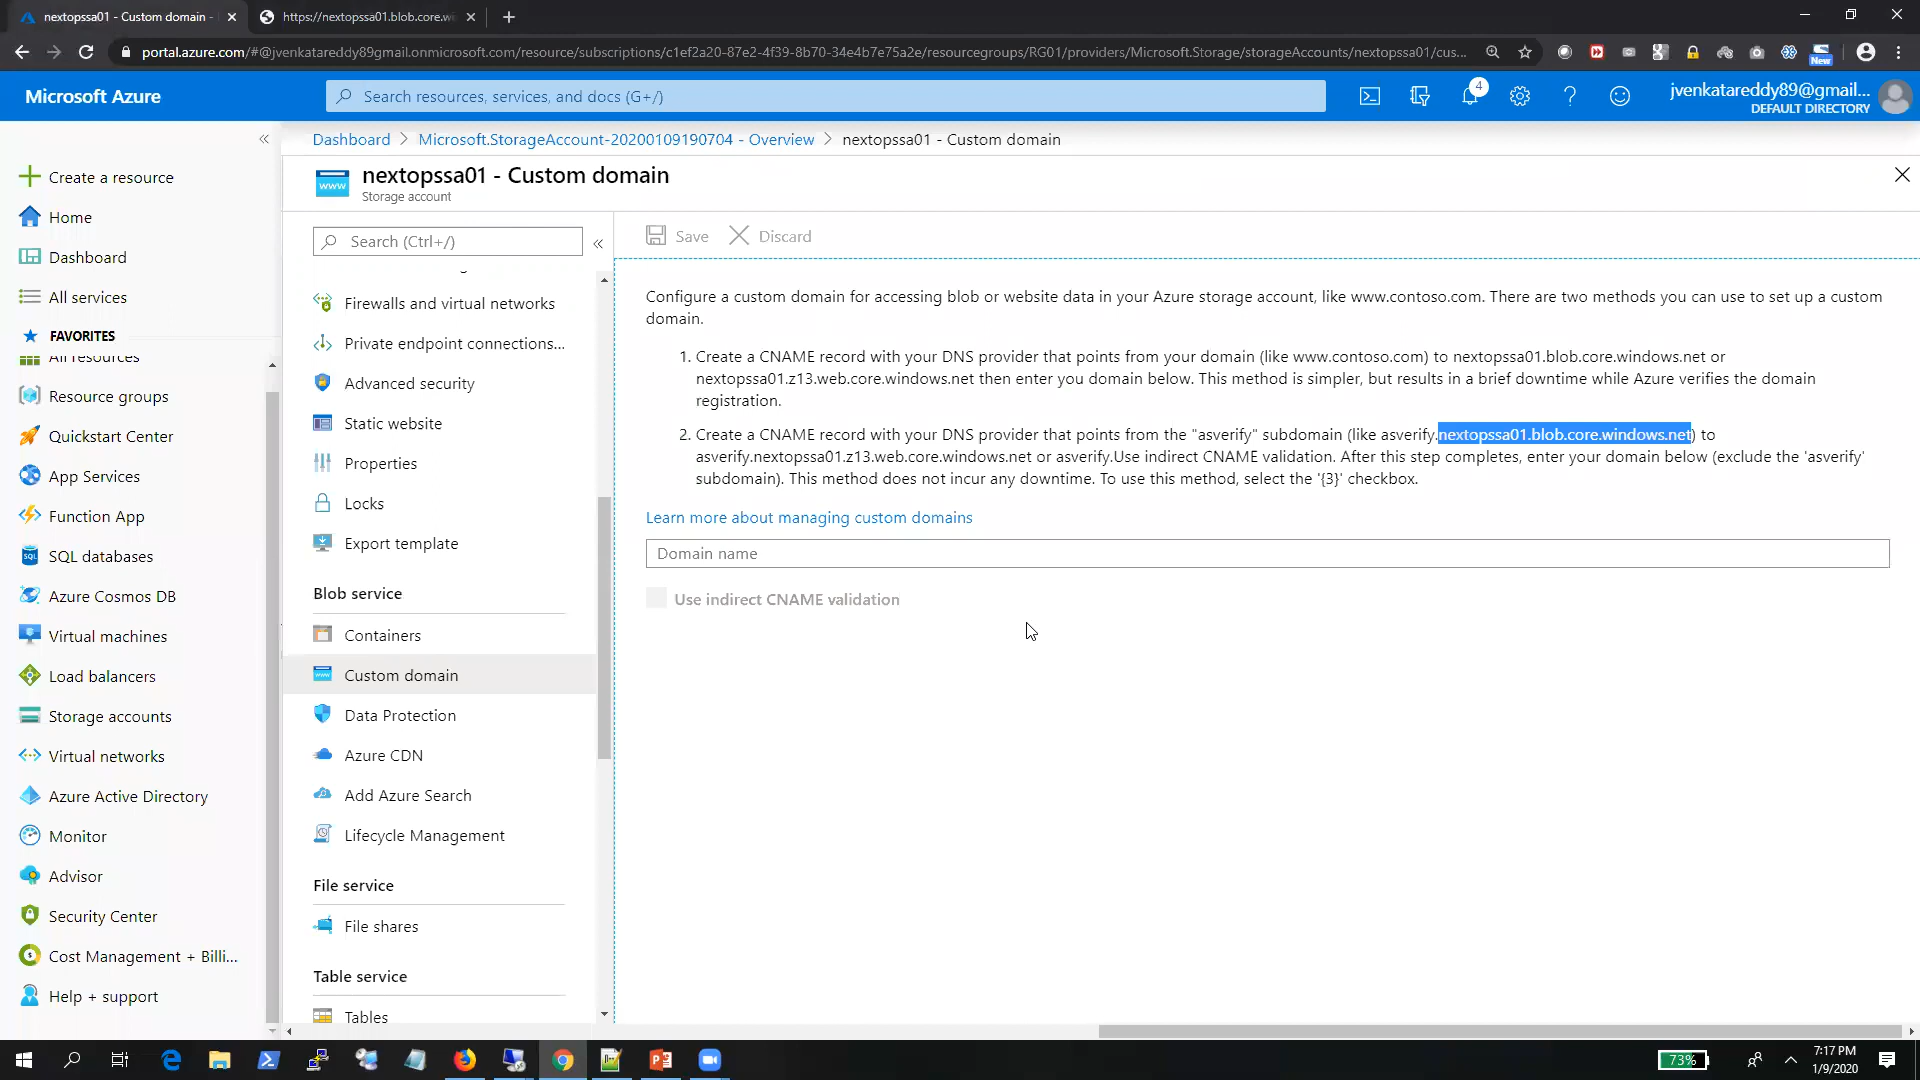 nextopssa01 - Custom domain -
https://nextopssa01.blob.core.wi
portal.azure.com/#@jvenkatareddy89gmail.onmicrosoft.com/resource/subscriptions/c1ef2a20-87e2-4f39-8b70-34e4b7e75a2e/resourcegroups/RG01/providers/Microsoft.Storage/storageAccounts/nextopssa01/cus...
New
Microsoft Azure
Search resources, services, and docs (G+/)
4
jvenkatareddy89@gmail....
DEFAULT DIRECTORY
Dashboard > Microsoft.StorageAccount-20200109190704 - Overview > nextopssa01 - Custom domain
Create a resource
Home
Dashboard
All services
FAVORITES
All resources
Resource groups
Quickstart Center
App Services
Function App
SQL databases
Azure Cosmos DB
Virtual machines
Load balancers
Storage accounts
Virtual networks
Azure Active Directory
Monitor
Advisor
Security Center
Cost Management + Billi...
Help + support
www
nextopssa01 - Custom domain
Storage account
Search (Ctrl+/)
Firewalls and virtual networks
Private endpoint connections...
Advanced security
Static website
Properties
Locks
Export template
Blob service
Containers
Custom domain
Data Protection
Azure CDN
Add Azure Search
Lifecycle Management
File service
File shares
Table service
Tables
Save
Discard
Configure a custom domain for accessing blob or website data in your Azure storage account, like www.contoso.com. There are two methods you can use to set up a custom
domain.
1. Create a CNAME record with your DNS provider that points from your domain (like www.contoso.com) to nextopssa01.blob.core.windows.net or
nextopssa01.z13.web.core.windows.net then enter you domain below. This method is simpler, but results in a brief downtime while Azure verifies the domain
registration.
2. Create a CNAME record with your DNS provider that points from the "asverify" subdomain (like asverify.nextopssa01.blob.core.windows.net) to
asverify.nextopssa01.z13.web.core.windows.net or asverify.Use indirect CNAME validation. After this step completes, enter your domain below (exclude the 'asverify'
subdomain). This method does not incur any downtime. To use this method, select the '{3}' checkbox.
Learn more about managing custom domains
Domain name
Use indirect CNAME validation
73%
7:17 PM
1/9/2020